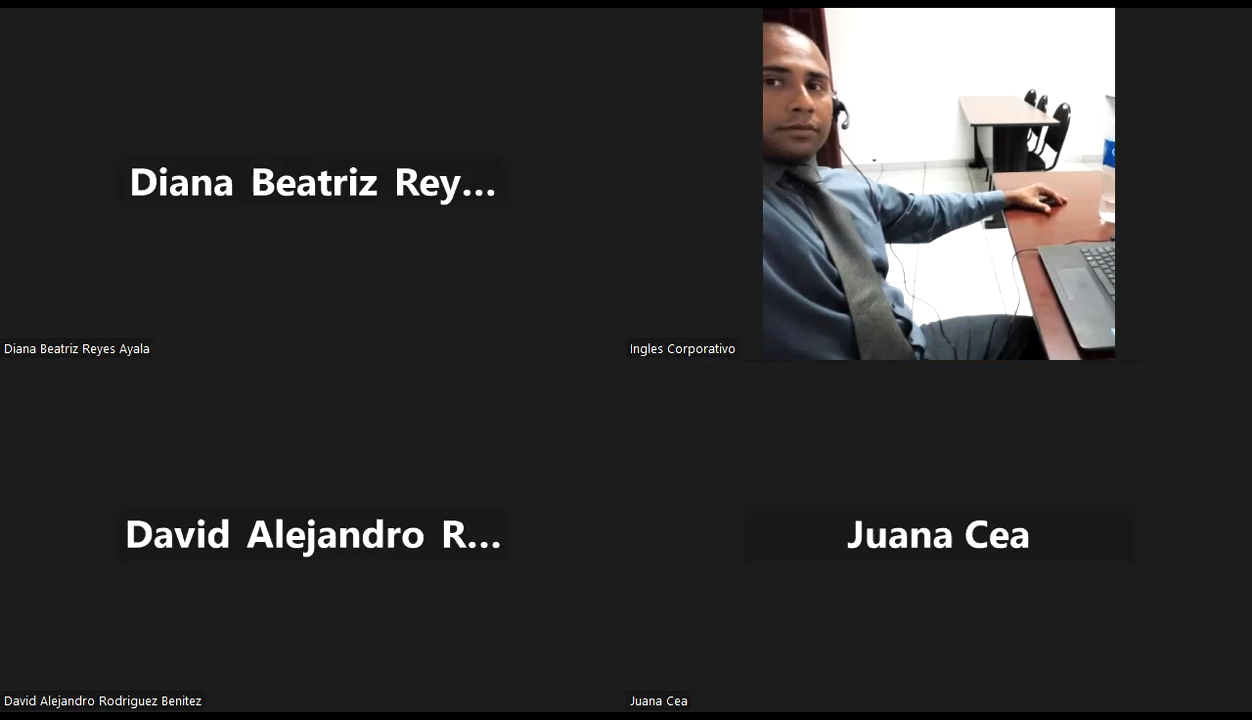 Diana Beatriz Rey...
Diana Beatriz Reyes Ayala
Ingles Corporativo
David Alejandro R...
David Alejandro Rodriguez Benitez
Juana Cea
Juana Cea